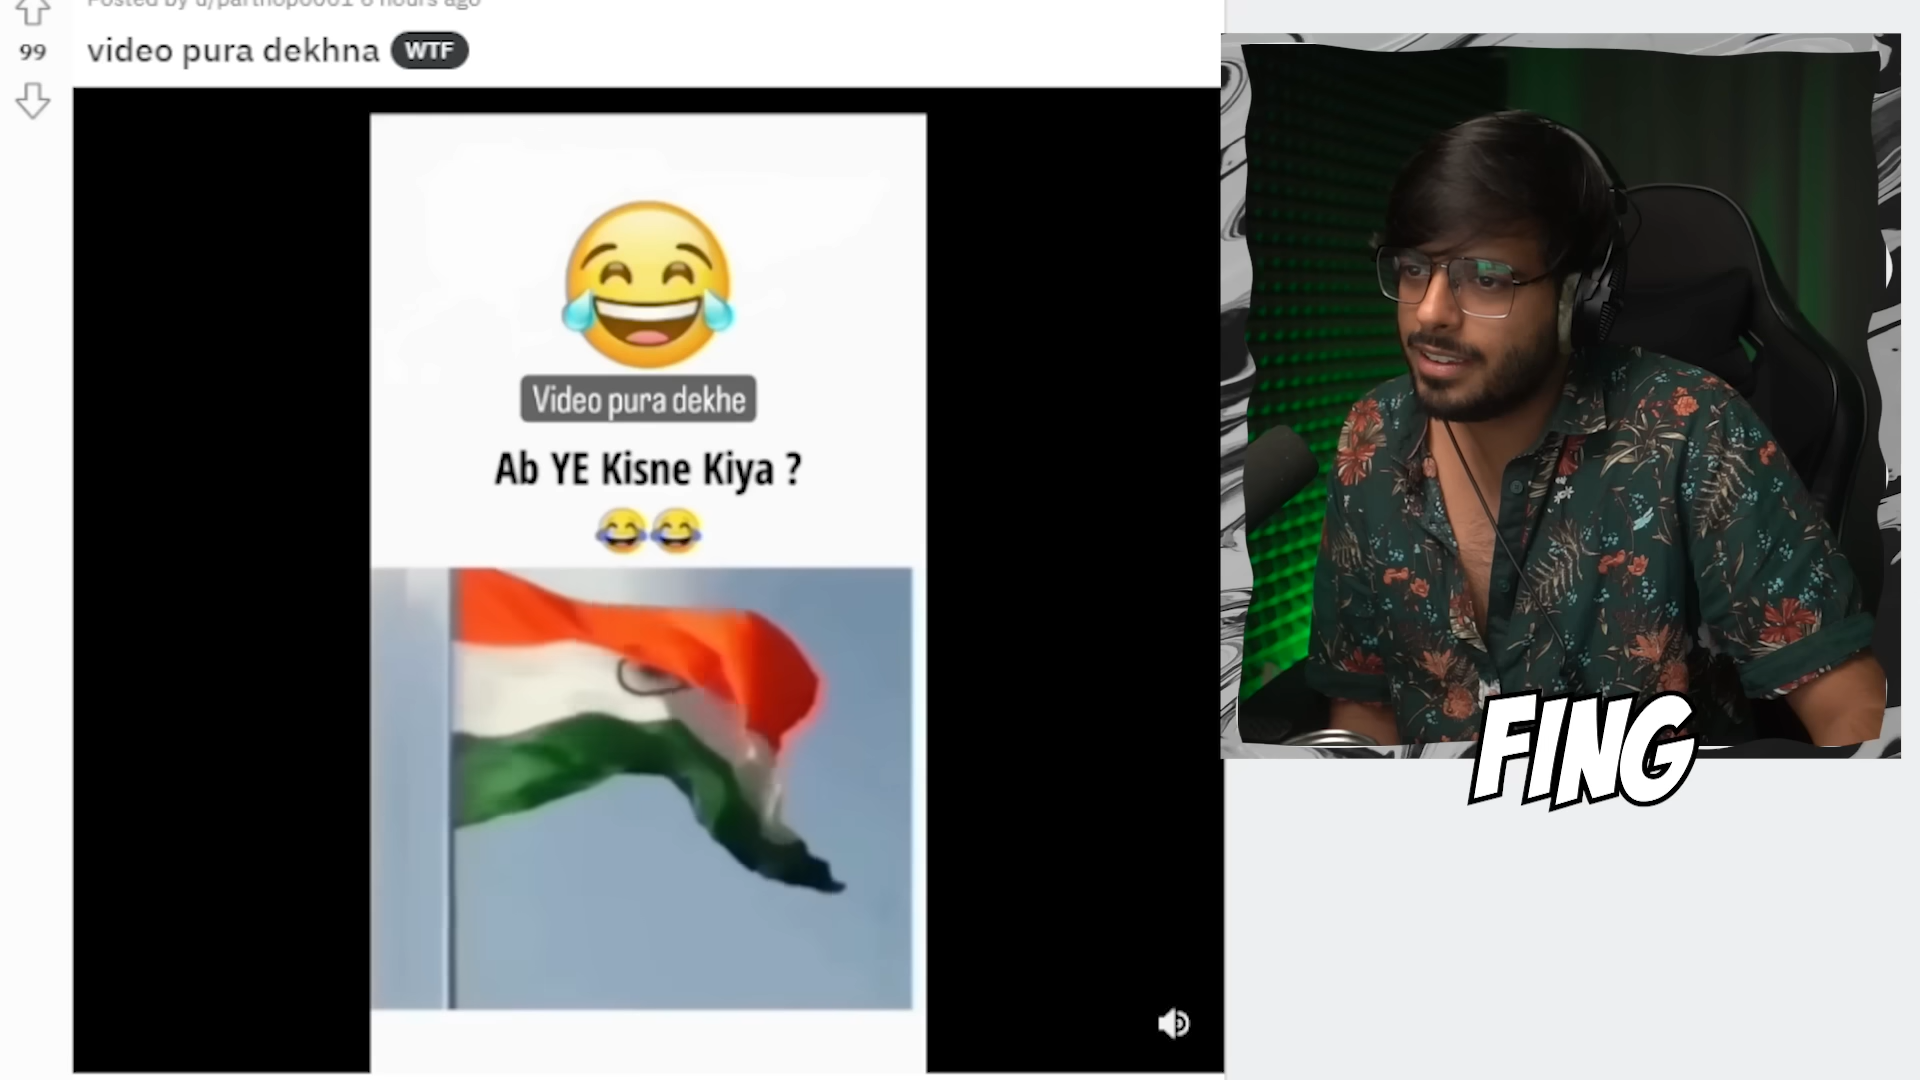 99
video pura dekhna WTF
Video pura dekhe
Ab YE Kisne Kiya ?
FING